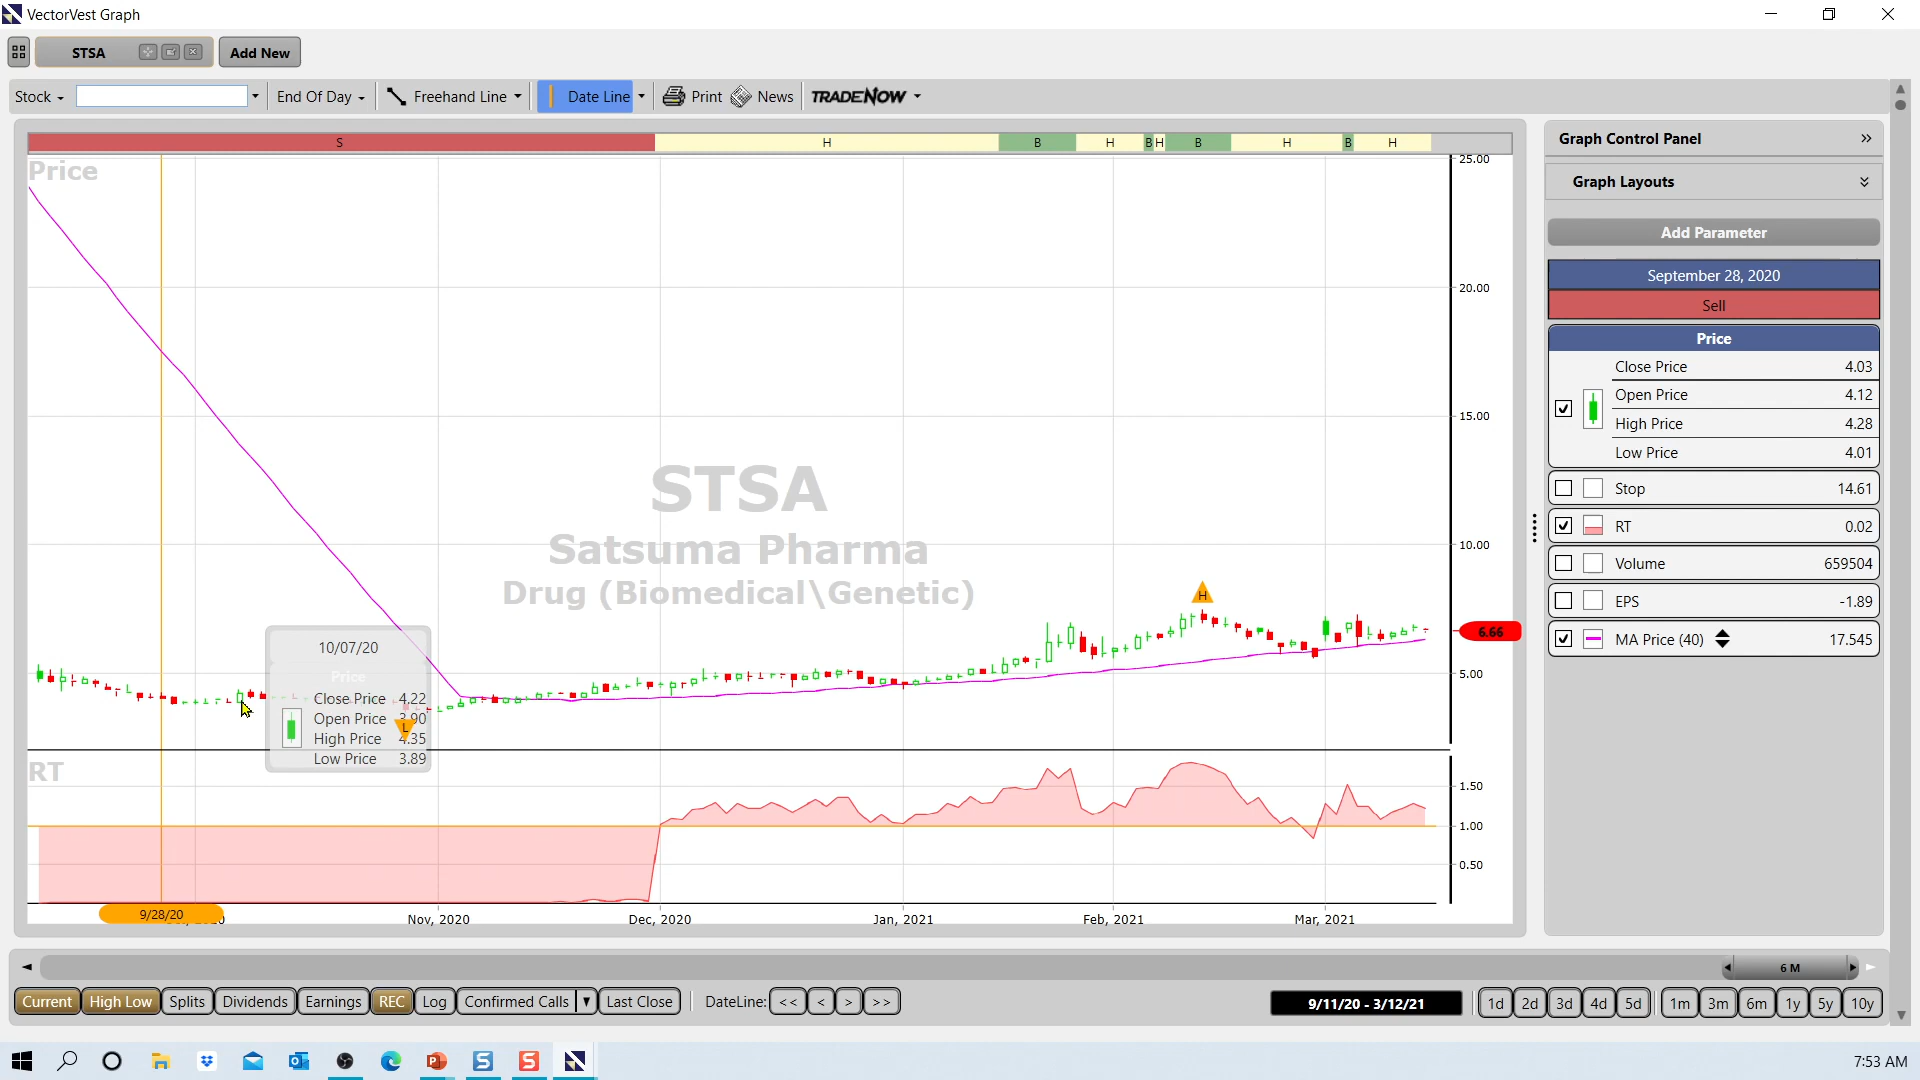 VectorVest Graph
STSA
Add New
Stock
End Of Day
Freehand Line
Date Line
Print
News
TRADENOW
S H B H B H B H B H
Price
25.00
20.00
15.00
10.00
5.00
6.66
STSA
Satsuma Pharma
Drug (Biomedical\Genetic)
H
L
10/07/20
Price
Close Price 4.22
Open Price 3.90
High Price 4.35
Low Price 3.89
RT
1.50
1.00
0.50
9/28/20
Nov, 2020
Dec, 2020
Jan, 2021
Feb, 2021
Mar, 2021
Graph Control Panel
Graph Layouts
Add Parameter
September 28, 2020
Sell
Price
Close Price 4.03
Open Price 4.12
High Price 4.28
Low Price 4.01
Stop 14.61
RT 0.02
Volume 659504
EPS -1.89
MA Price (40) 17.545
6 M
Current
High Low
Splits
Dividends
Earnings
REC
Log
Confirmed Calls
Last Close
DateLine: << < > >>
9/11/20 - 3/12/21
1d 2d 3d 4d 5d 1m 3m 6m 1y 5y 10y
7:53 AM